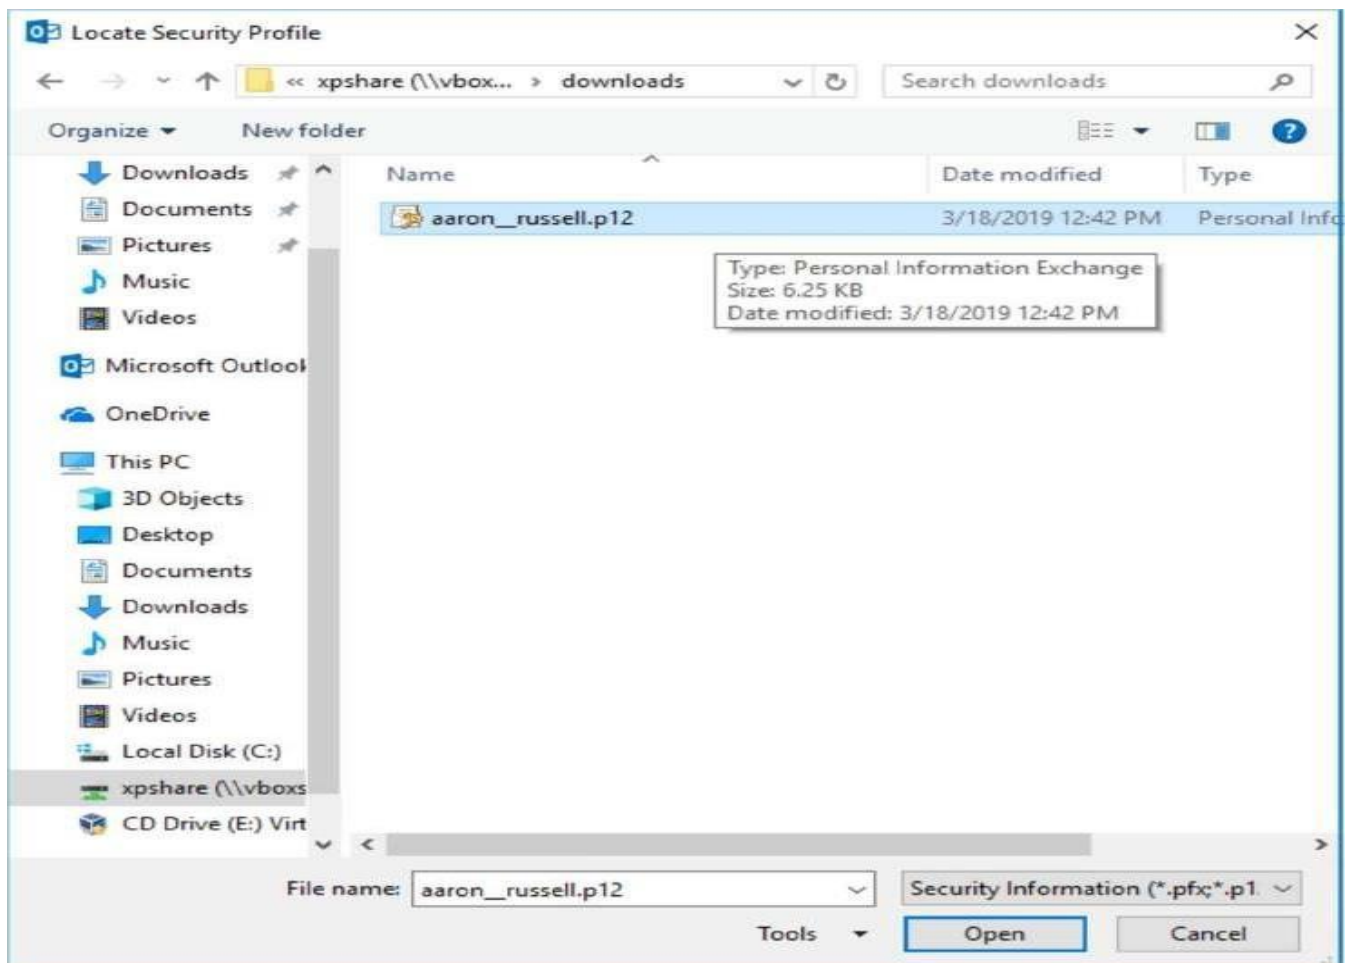 Locate Security Profile
« xpshare (\\vbox... > downloads
Search downloads
Organize
New folder
Downloads
Documents
Pictures
Music
Videos
Microsoft Outlook
OneDrive
This PC
3D Objects
Desktop
Documents
Downloads
Music
Pictures
Videos
Local Disk (C:)
xpshare (\\vboxs
CD Drive (E:) Virt
Name Date modified Type
aaron__russell.p12 3/18/2019 12:42 PM Personal Info
Type: Personal Information Exchange
Size: 6.25 KB
Date modified: 3/18/2019 12:42 PM
File name: aaron__russell.p12 Security Information (*.pfx;*.p1
Tools Open Cancel